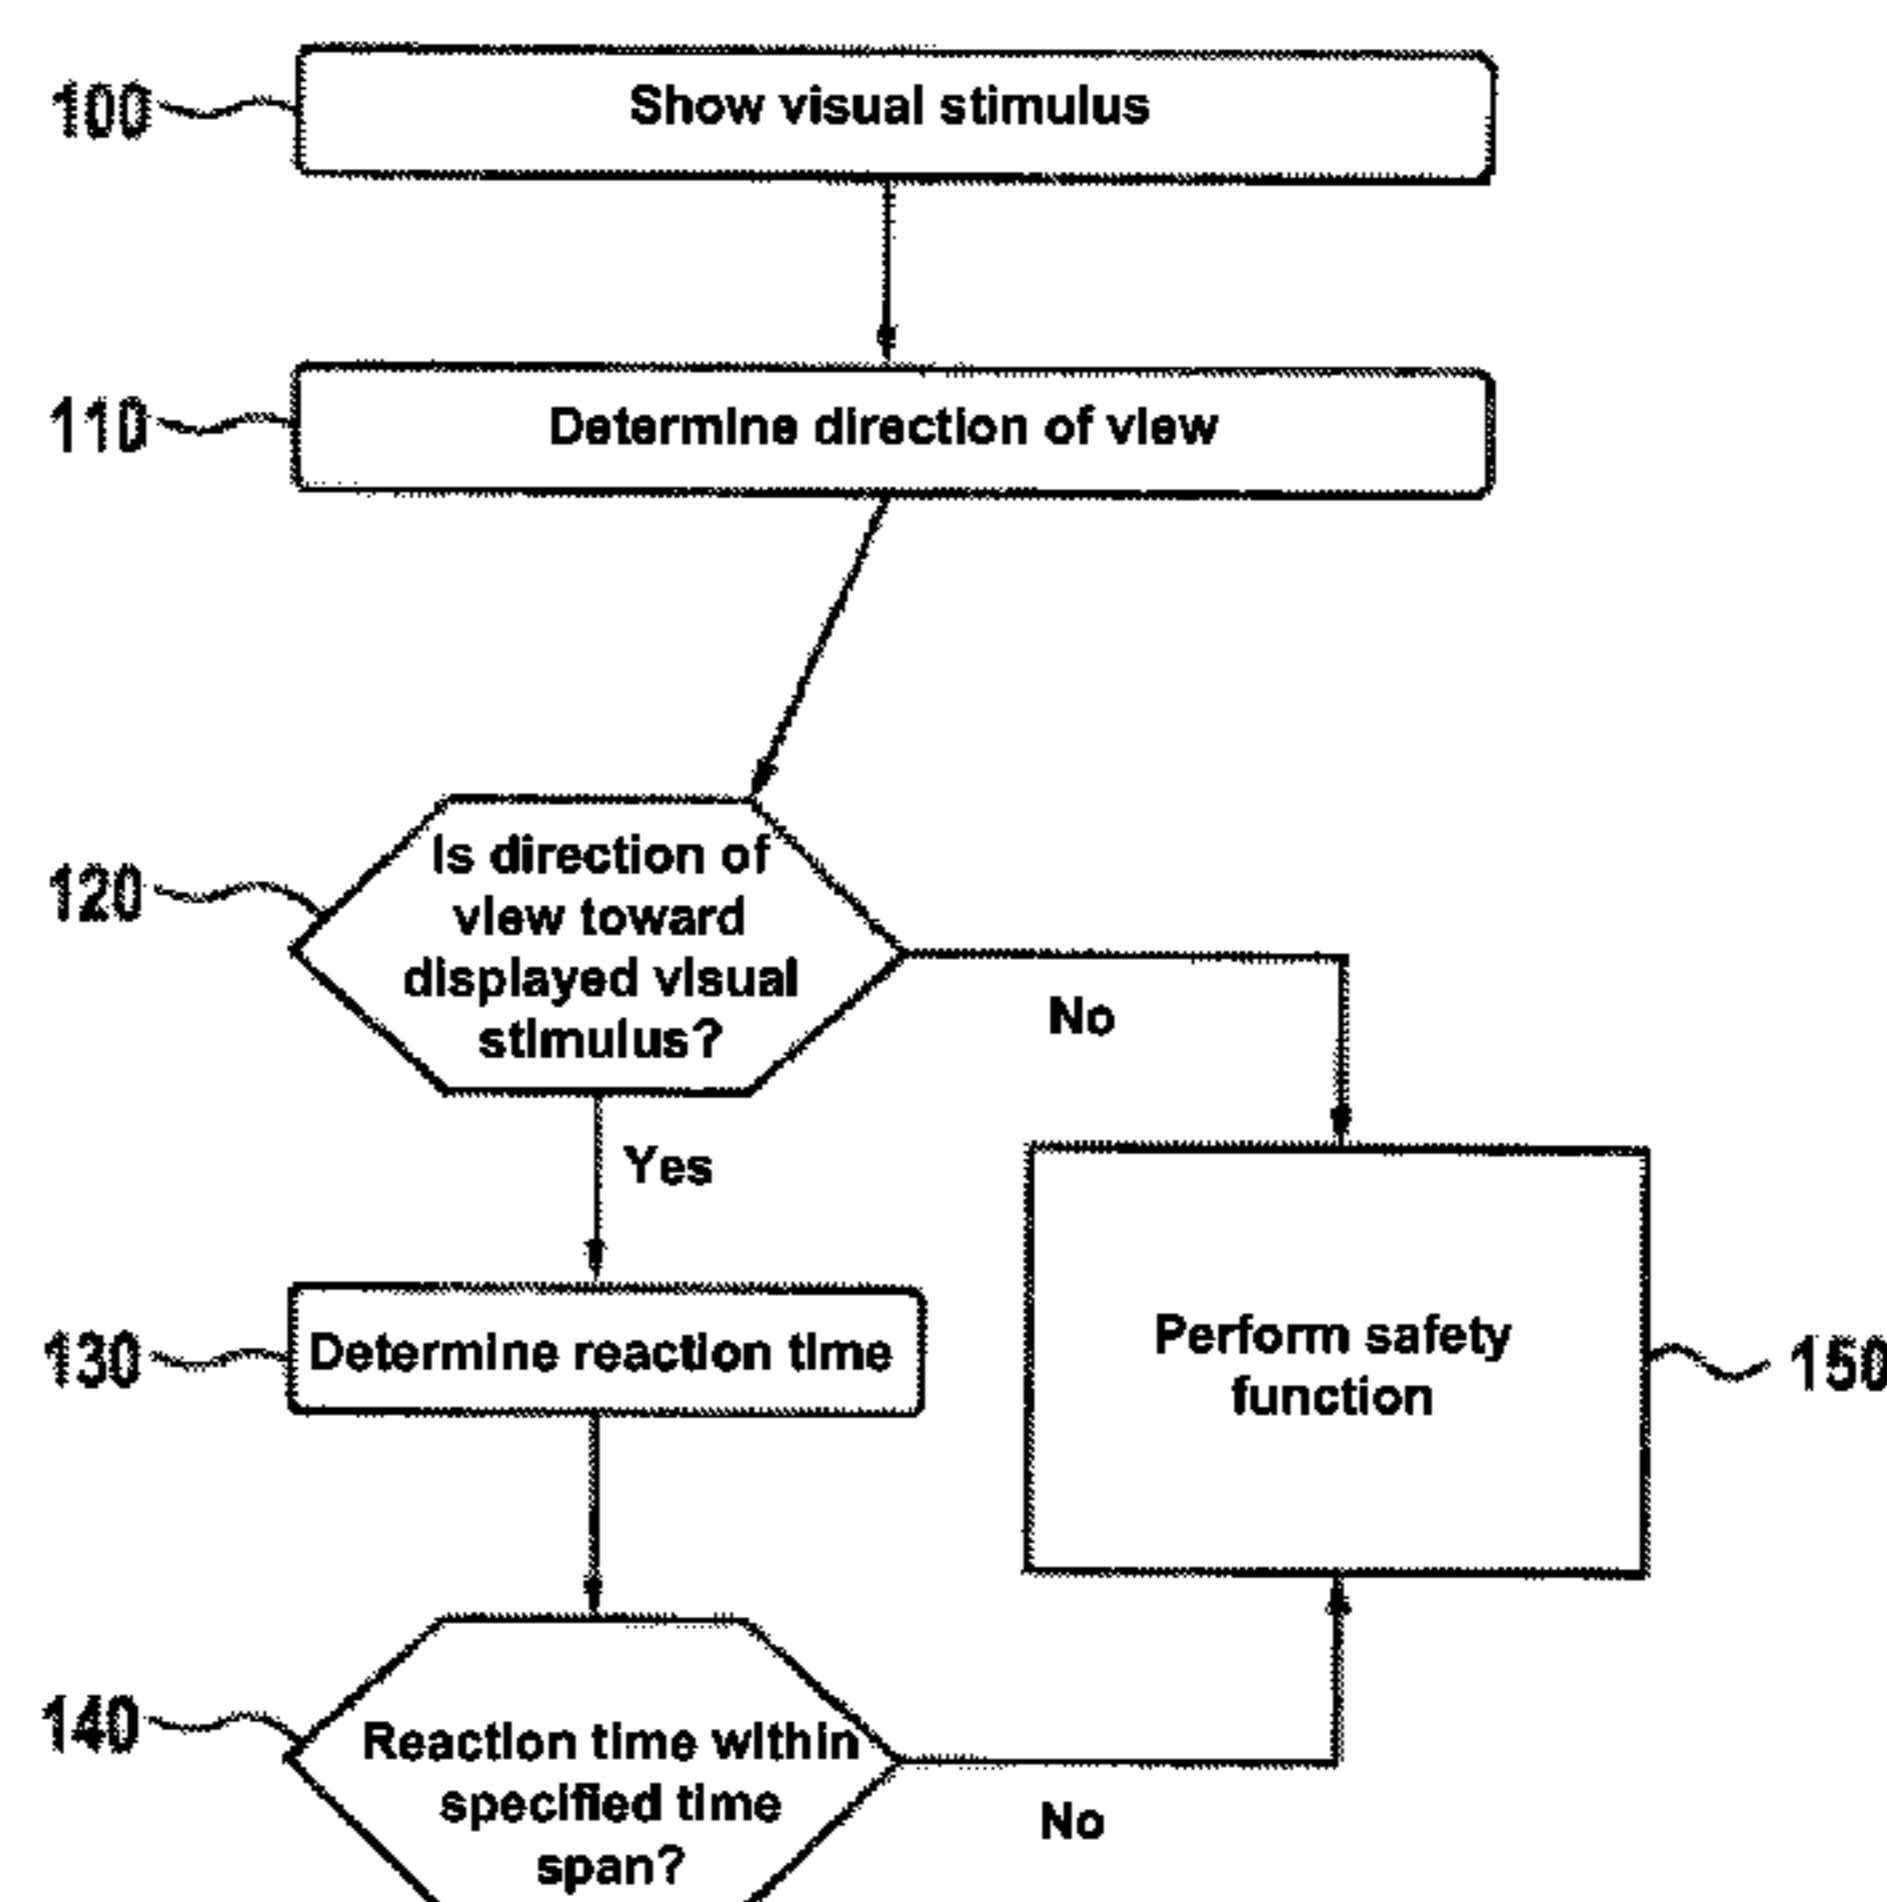 100
Show visual stimulus
110
Determine direction of view
120
Is direction of
view toward
displayed visual
stimulus?
No
Yes
130
Determine reaction time
Perform safety
function
150
140
Reaction time within
specified time
span?
No